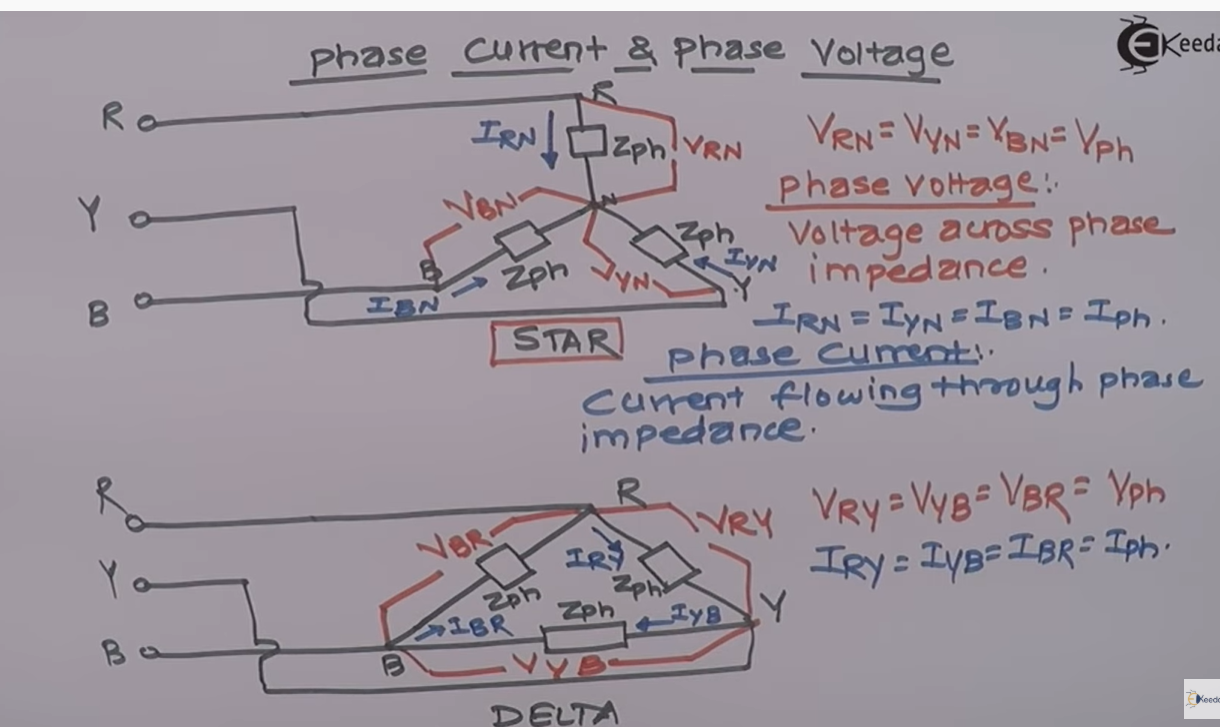 Phase Current & Phase Voltage
EKeeda
R
R
IRN
Zph
VRN
VRN = VYN = VBN = Vph
Phase voltage:.
Voltage across phase
impedance.
Y
VBN
N
Zph
IYN
B
Zph
VYN
Y
B
IBN
STAR
IRN = IYN = IBN = Iph.
Phase Current:.
Current flowing through phase
impedance.
R
R
VRY
VRY = VYB = VBR = Vph
VBR
IRY
IRY = IYB = IBR = Iph.
Y
Zph
Zph
Zph
Y
IBR
IYB
B
B
VYB
DELTA
EKeeda